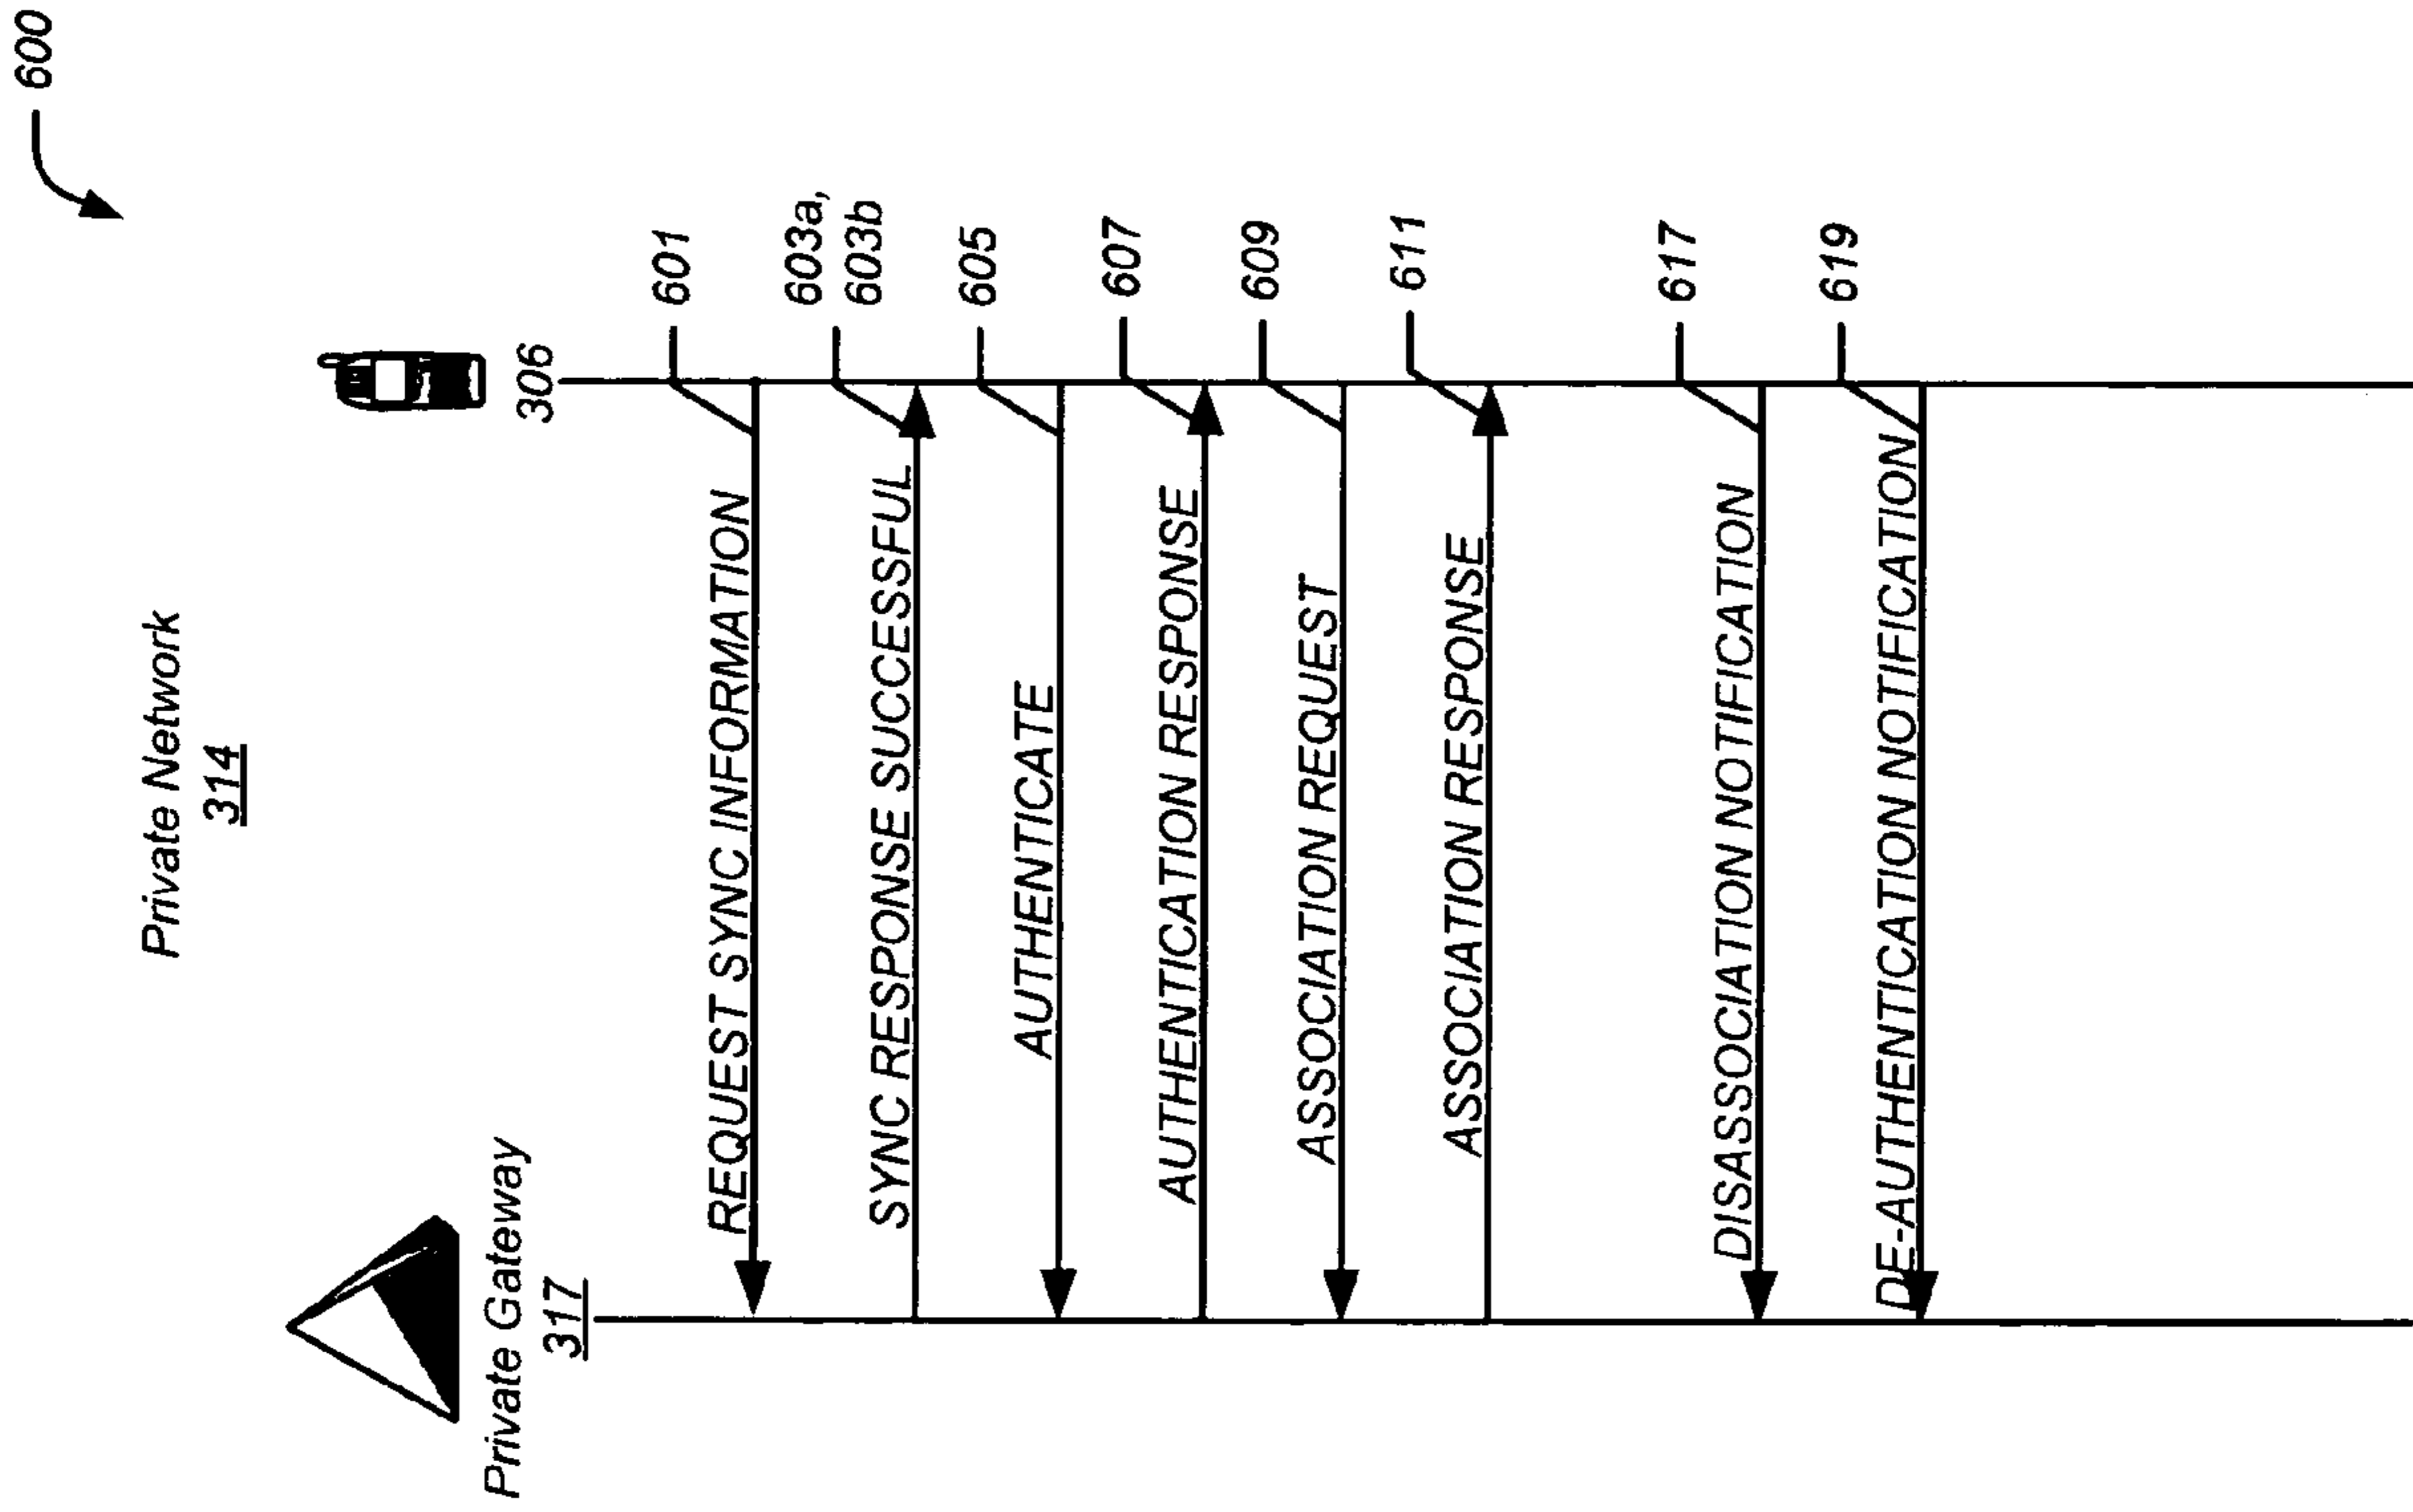 600
Private Network
314
Private Gateway
317
306
REQUEST SYNC INFORMATION
601
SYNC RESPONSE SUCCESSFUL
603a,
603b
AUTHENTICATE
605
AUTHENTICATION RESPONSE
607
ASSOCIATION REQUEST
609
ASSOCIATION RESPONSE
611
DISASSOCIATION NOTIFICATION
617
DE-AUTHENTICATION NOTIFICATION
619